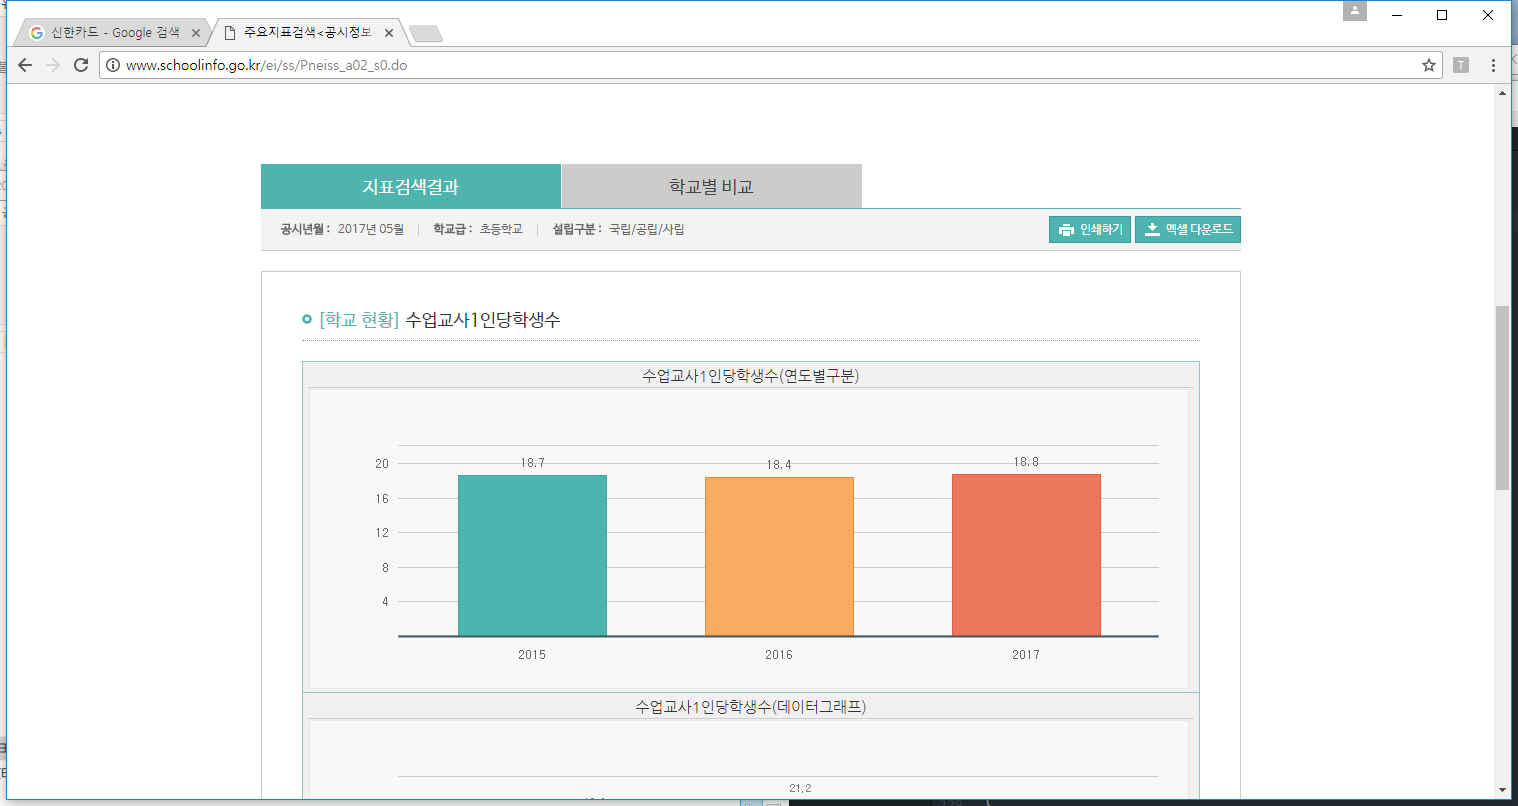 신한카드 - Google 검색
주요지표검색<공시정보
www.schoolinfo.go.kr/ei/ss/Pneiss_a02_s0.do
T
지표검색결과 학교별 비교
공시년월 : 2017년 05월 학교급 : 초등학교 설립구분 : 국립/공립/사립 인쇄하기 엑셀 다운로드
[학교 현황] 수업교사1인당학생수
수업교사1인당학생수(연도별구분)
20
16
12
8
4
18.7 18.4 18.8
2015 2016 2017
수업교사1인당학생수(데이터그래프)
21.2